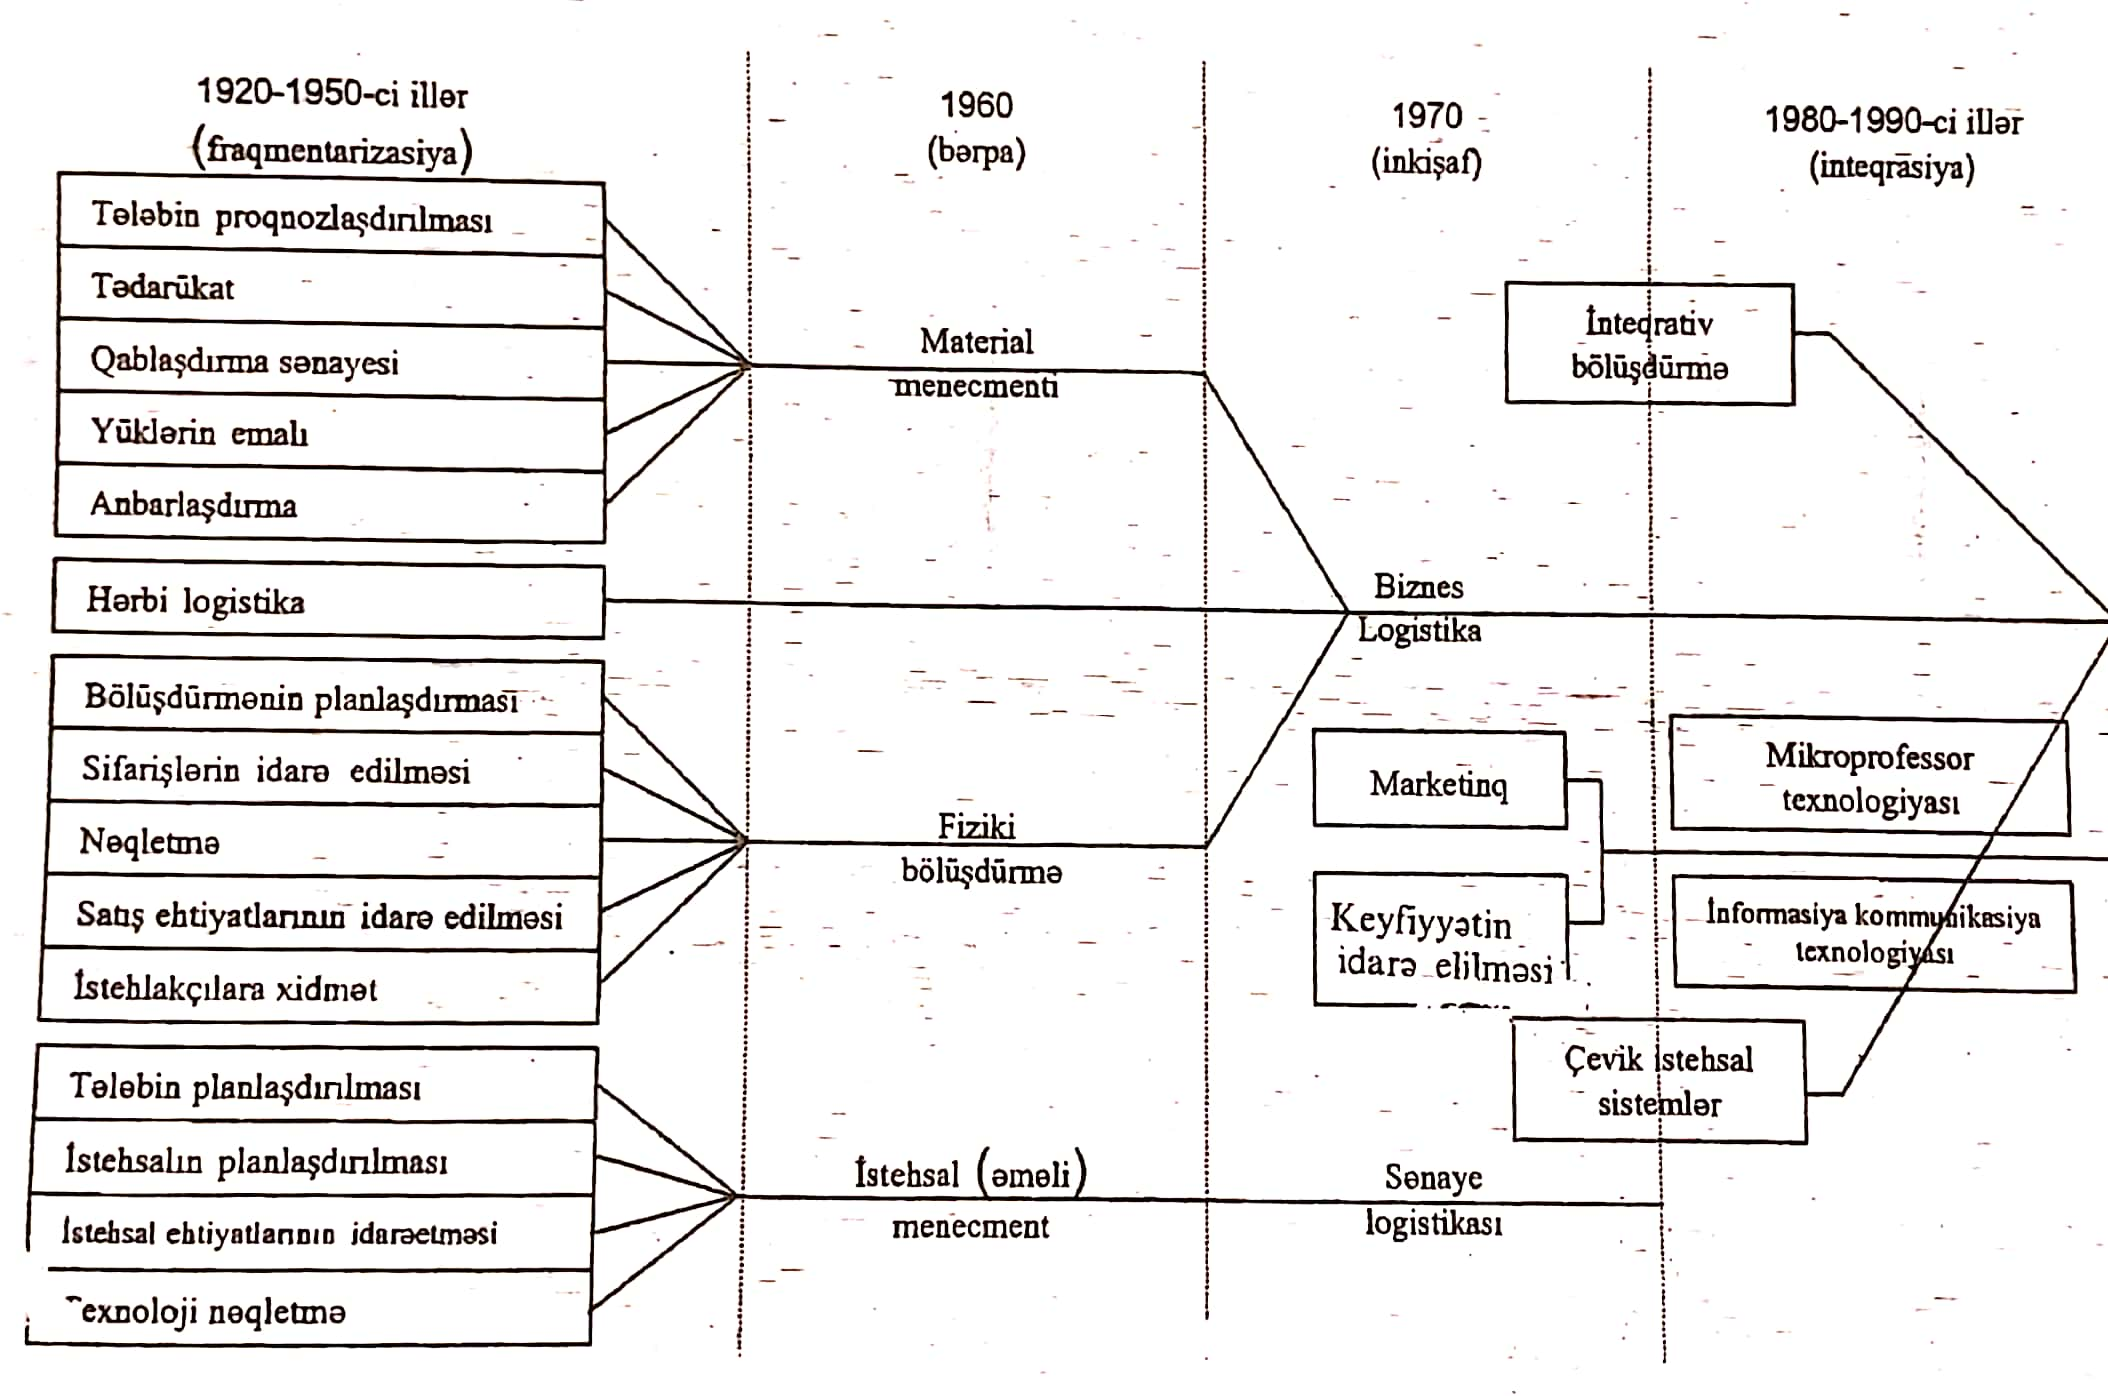 1920-1950-ci illər
(fraqmentarizasiya)
Tələbin proqnozlaşdırılması
Tədarükat
Qablaşdırma sənayesi
Yüklərin emalı
Anbarlaşdırma
Hərbi logistika
Bölüşdürmənin planlaşdırması
Sifarişlərin idarə edilməsi
Nəqletmə
Satış ehtiyatlarının idarə edilməsi
İstehlakçılara xidmət
Tələbin planlaşdırılması
İstehsalın planlaşdırılması
İstehsal ehtiyatlarının idarəetməsi
exnoloji nəqletmə
1960
(bərpa)
Material
menecmenti
Fiziki
bölüşdürmə
İstehsal (əməli)
menecment
1970
(inkişaf)
Biznes
Logistika
Marketinq
Keyfiyyətin
idarə elilməsi
Sənaye
logistikası
1980-1990-ci illər
(inteqrasiya)
İnteqrativ
bölüşdürmə
Mikroprofessor
texnologiyası
İnformasiya kommunikasiya
texnologiyası
Çevik istehsal
sistemlər